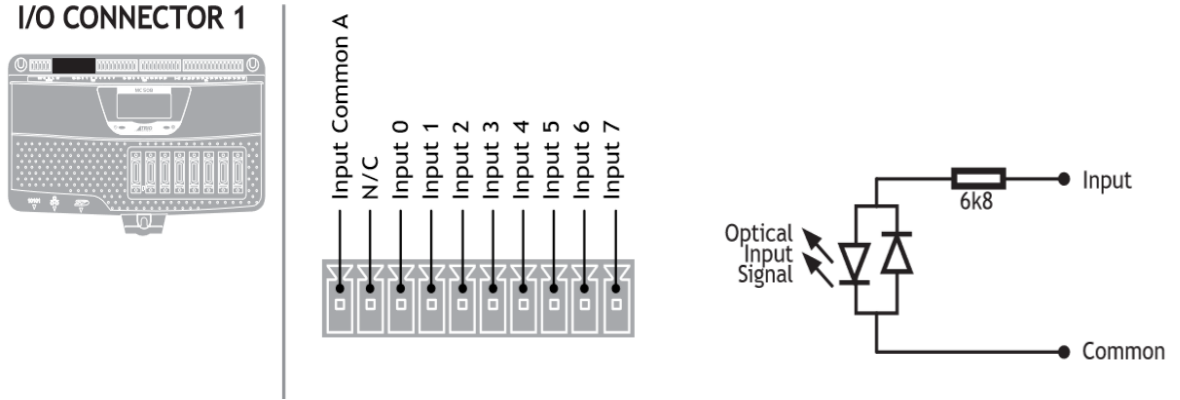 I/O CONNECTOR 1
MC508
Input Common A
N/C
Input 0
Input 1
Input 2
Input 3
Input 4
Input 5
Input 6
Input 7
Optical
Input
Signal
6k8
Input
Common